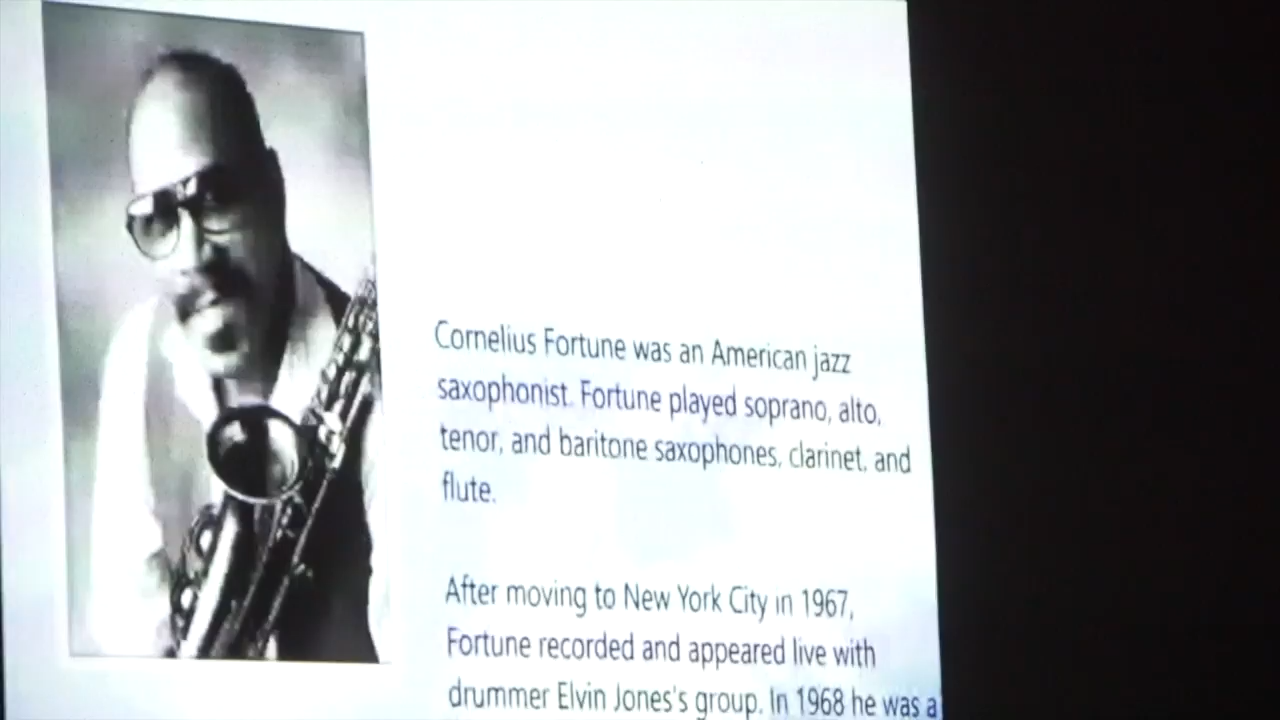 Cornelius Fortune was an American jazz
saxophonist. Fortune played soprano, alto,
tenor, and baritone saxophones, clarinet, and
flute.
After moving to New York City in 1967,
Fortune recorded and appeared live with
drummer Elvin Jones's group. In 1968 he was a